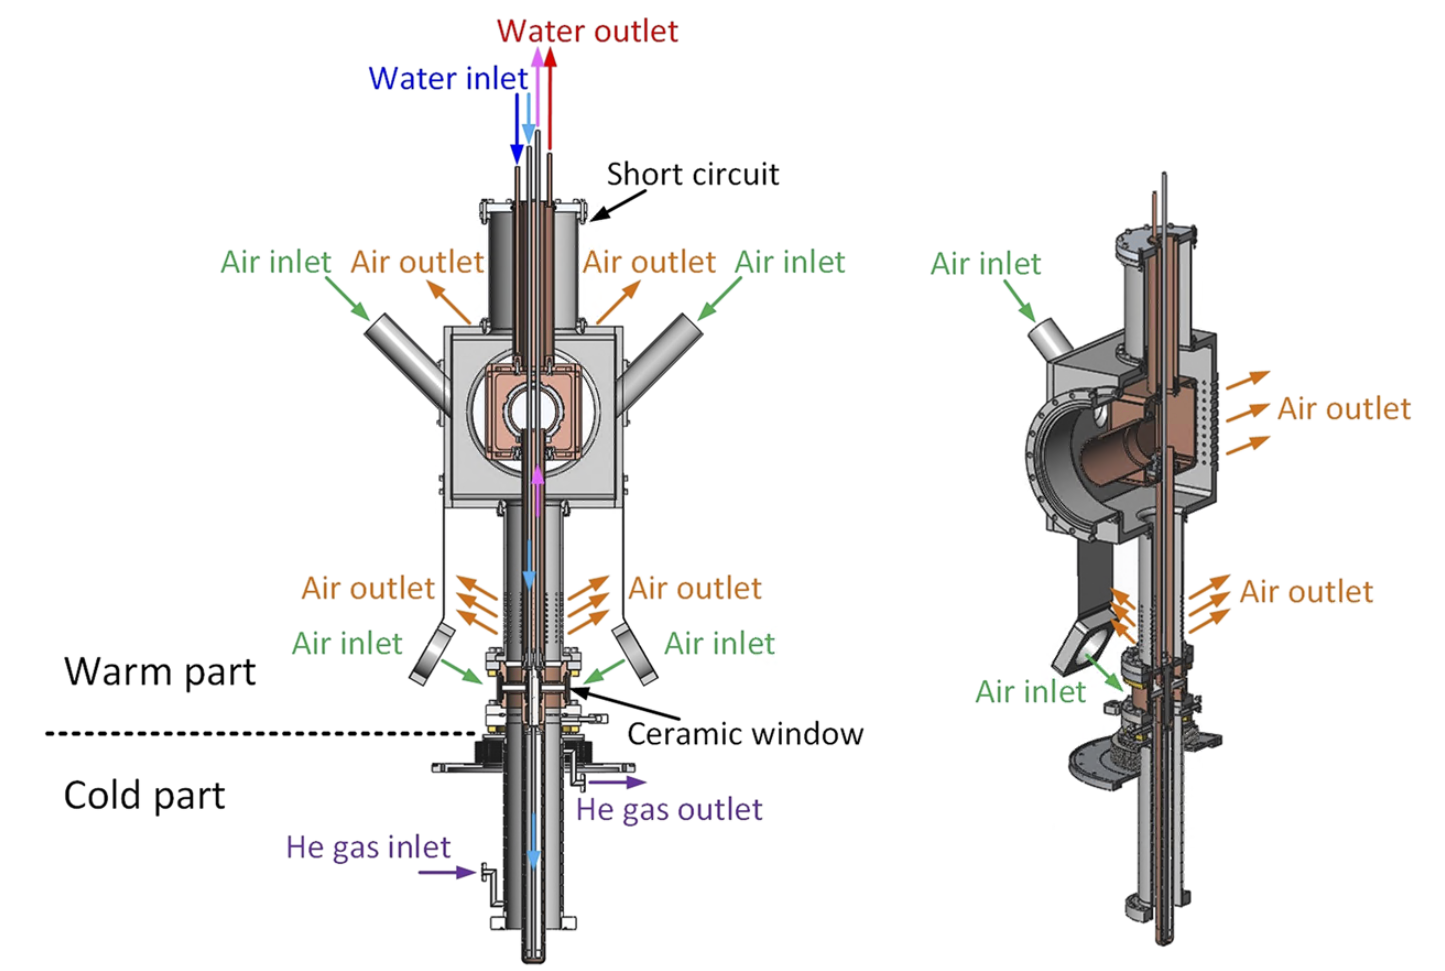 Water outlet
Water inlet
Short circuit
Air inlet Air outlet Air outlet Air inlet
Air inlet
Air outlet
Air outlet Air outlet
Air outlet
Air inlet Air inlet
Warm part
Air inlet
Ceramic window
Cold part
He gas outlet
He gas inlet